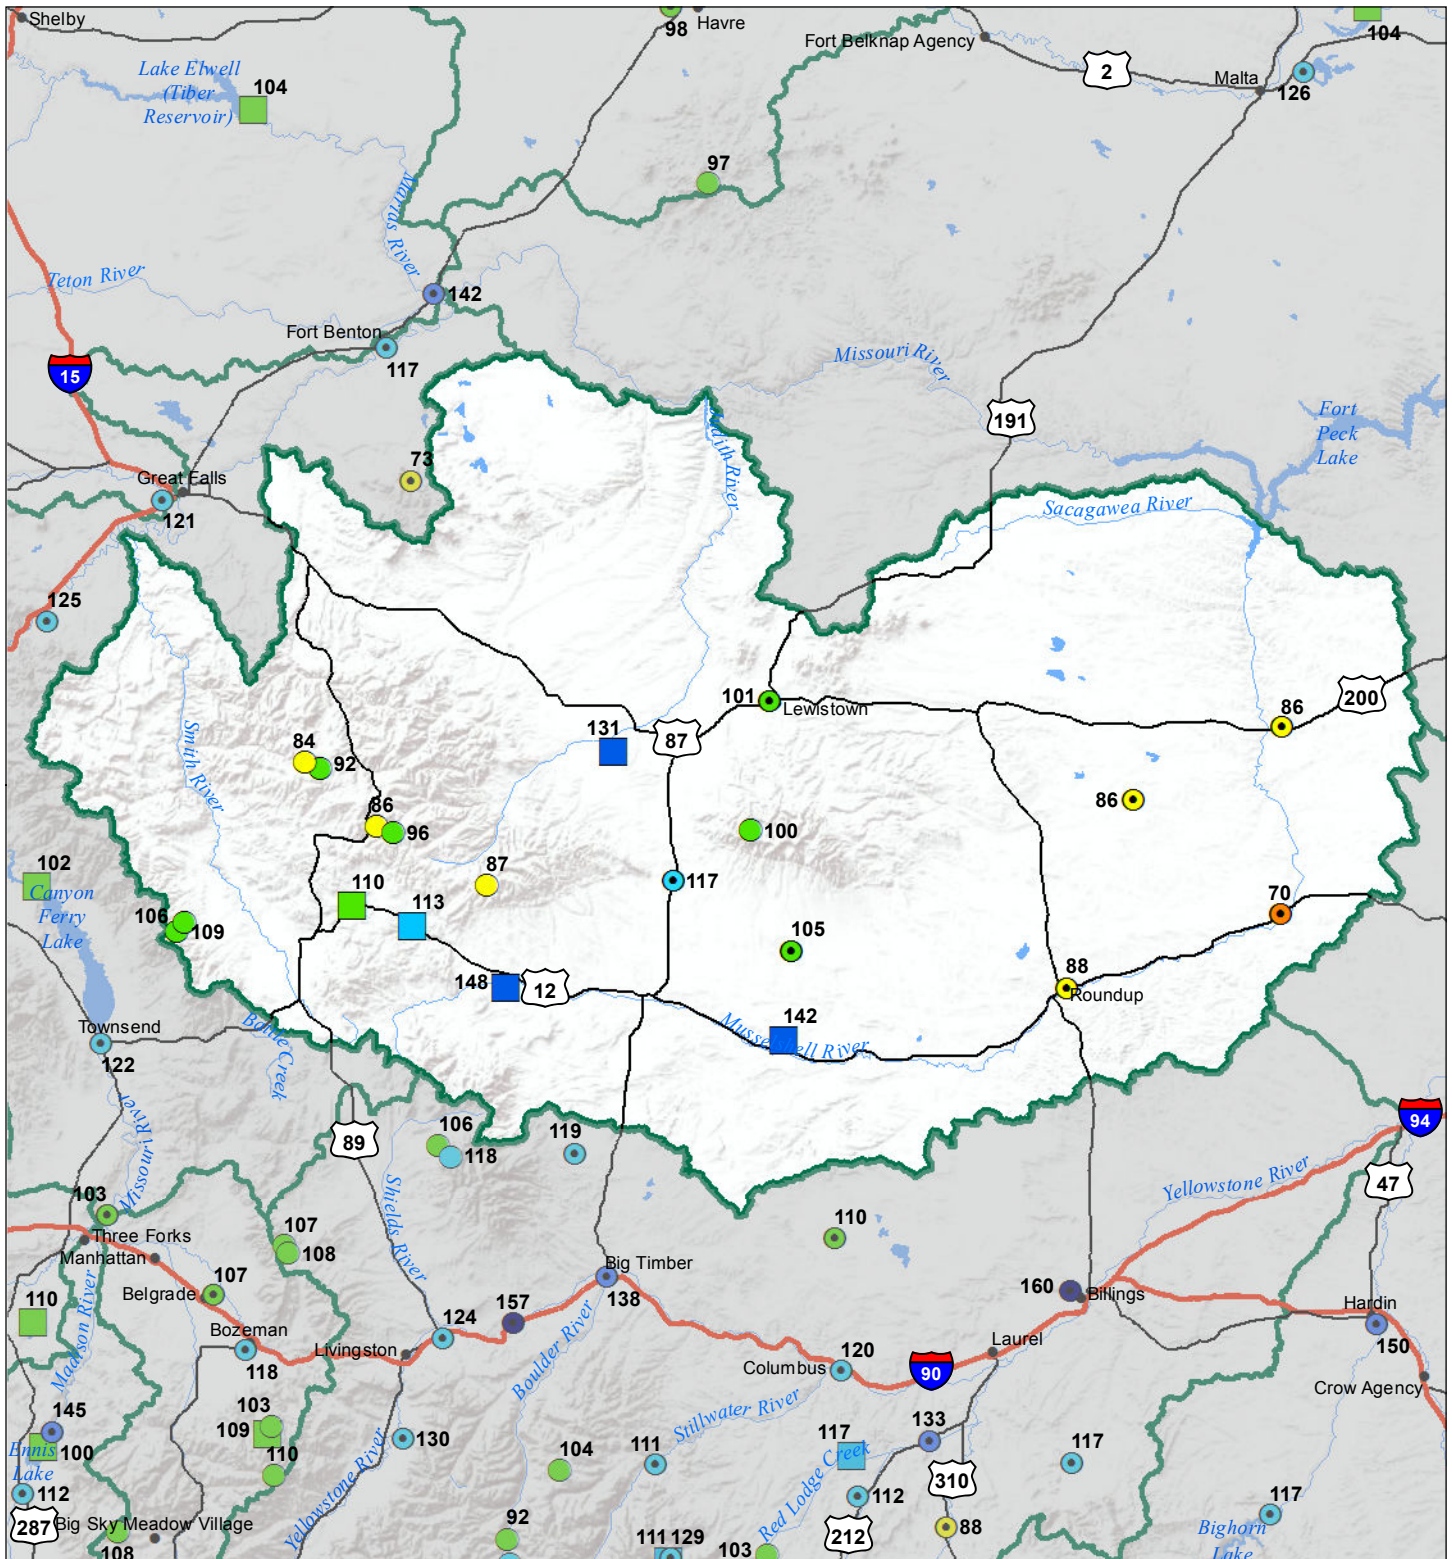 Shelby
98
Havre
Fort Belknap Agency
104
2
Malta
126
Lake Elwell
(Tiber
Reservoir)
104
97
Marias River
Teton River
142
Fort Benton
117
15
Missouri River
191
Fort
Peck
Lake
73
Judith River
Great Falls
121
Sacagawea River
125
101
Lewistown
86
200
131
87
Smith River
84
92
86
96
86
100
102
Canyon
Ferry
Lake
87
117
110
113
70
106
109
105
88
Roundup
148
12
142
Musselshell River
Townsend
122
Battle Creek
Missouri River
89
106
118
119
94
47
Yellowstone River
Shields River
103
Three Forks
Manhattan
107
108
110
Big Timber
138
160
Billings
Belgrade
107
110
Madison River
157
Hardin
150
Bozeman
118
Livingston
124
Boulder River
Laurel
Columbus
120
90
Crow Agency
Stillwater River
145
100
Ennis
Lake
112
103
109
110
130
104
111
117
133
117
Red Lodge Creek
310
112
287
Big Sky Meadow Village
108
Yellowstone River
92
111
129
103
212
88
117
Bighorn
Lake